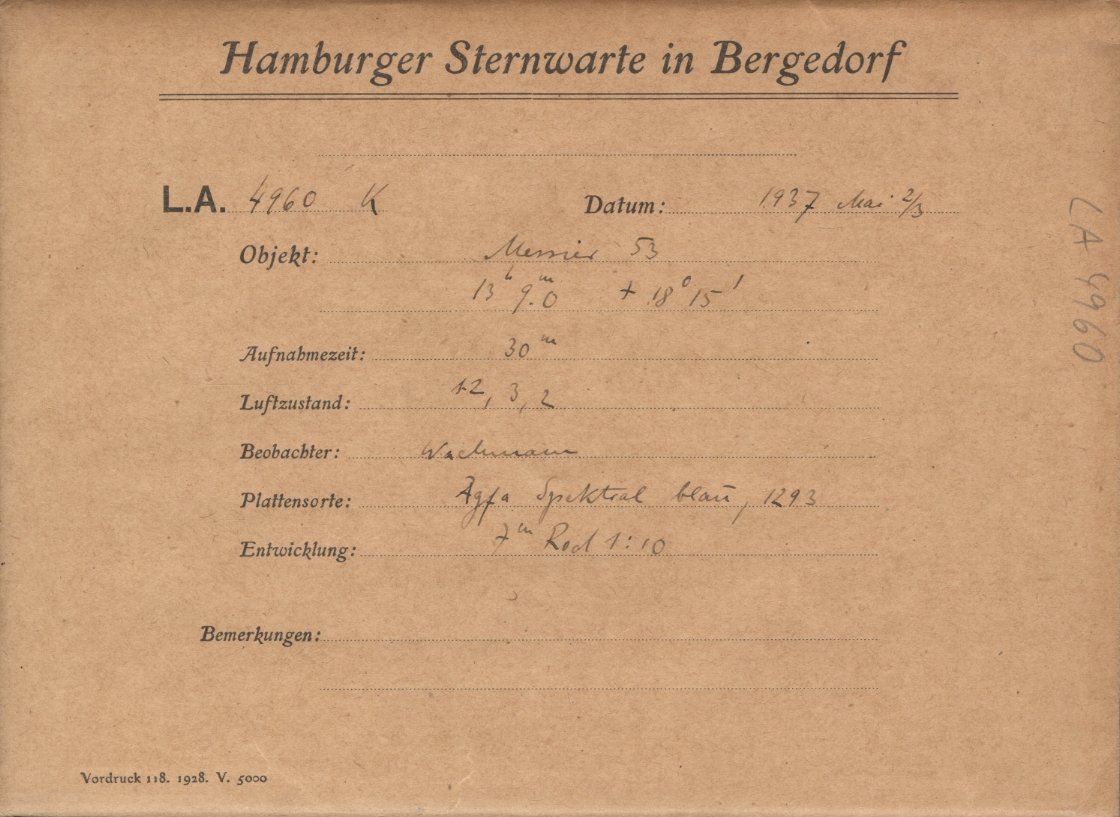 Hamburger Sternwarte in Bergedorf
L.A. 4960 K Datum: 1937 Mai 2/3
Objekt: Messier 53
13ʰ 9.ᵐ0 + 18° 15'
Aufnahmezeit: 30ᵐ
Luftzustand: 1-2, 3, 2
Beobachter: Wachmann
Plattensorte: Agfa Spektral blau, 1293
Entwicklung: 7ᵐ Rod 1:10
Bemerkungen:
Vordruck 118. 1928. V. 5000
LA 4960